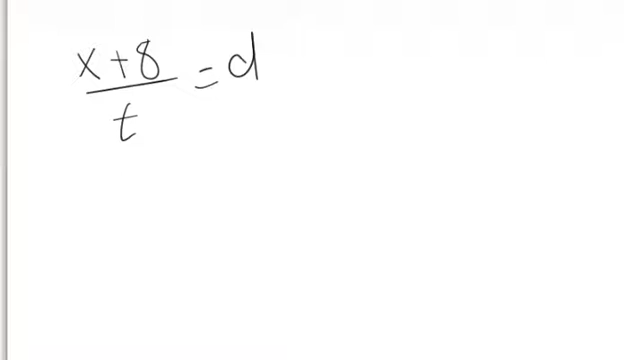 x+8
─── = d
t